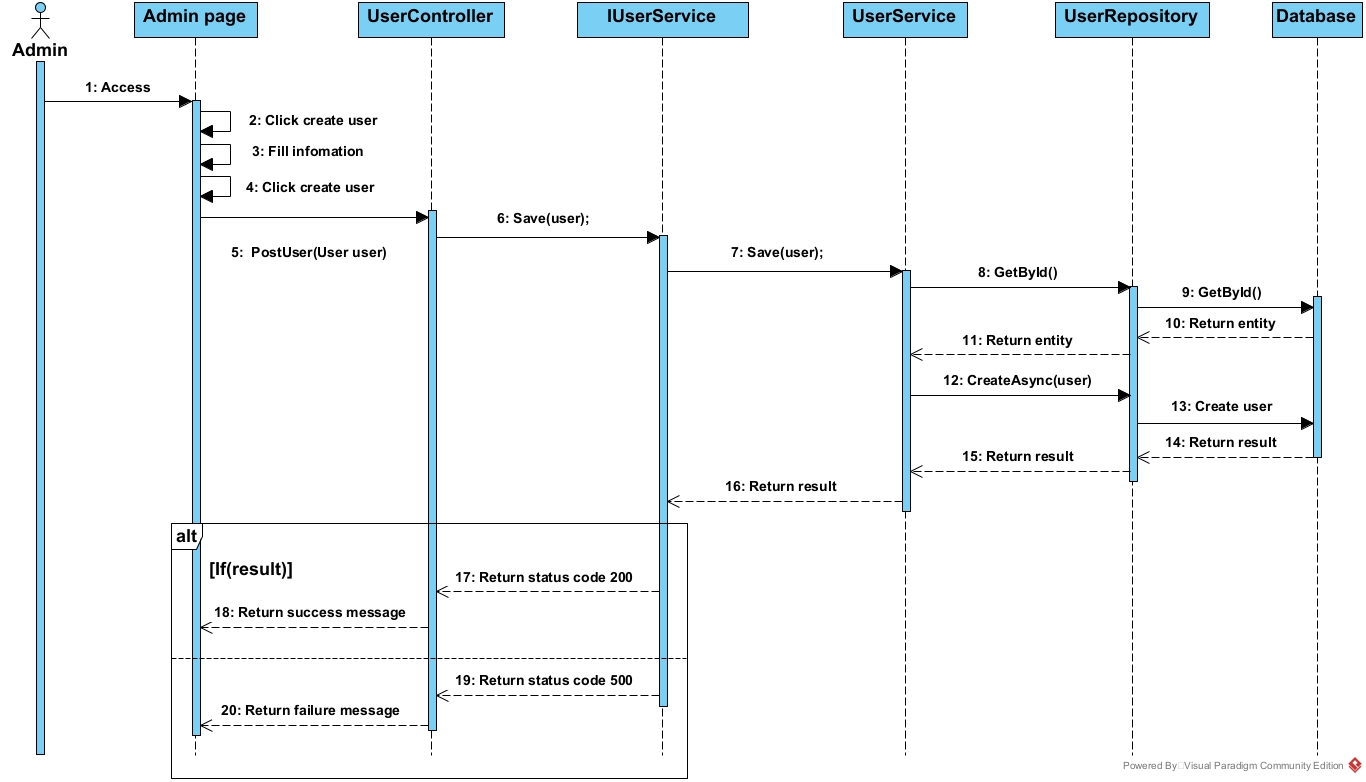 Admin
Admin page
UserController
IUserService
UserService
UserRepository
Database
1: Access
2: Click create user
3: Fill infomation
4: Click create user
5: PostUser(User user)
6: Save(user);
7: Save(user);
8: GetById()
9: GetById()
10: Return entity
11: Return entity
12: CreateAsync(user)
13: Create user
14: Return result
15: Return result
16: Return result
alt
[If(result)]
17: Return status code 200
18: Return success message
19: Return status code 500
20: Return failure message
Powered By Visual Paradigm Community Edition